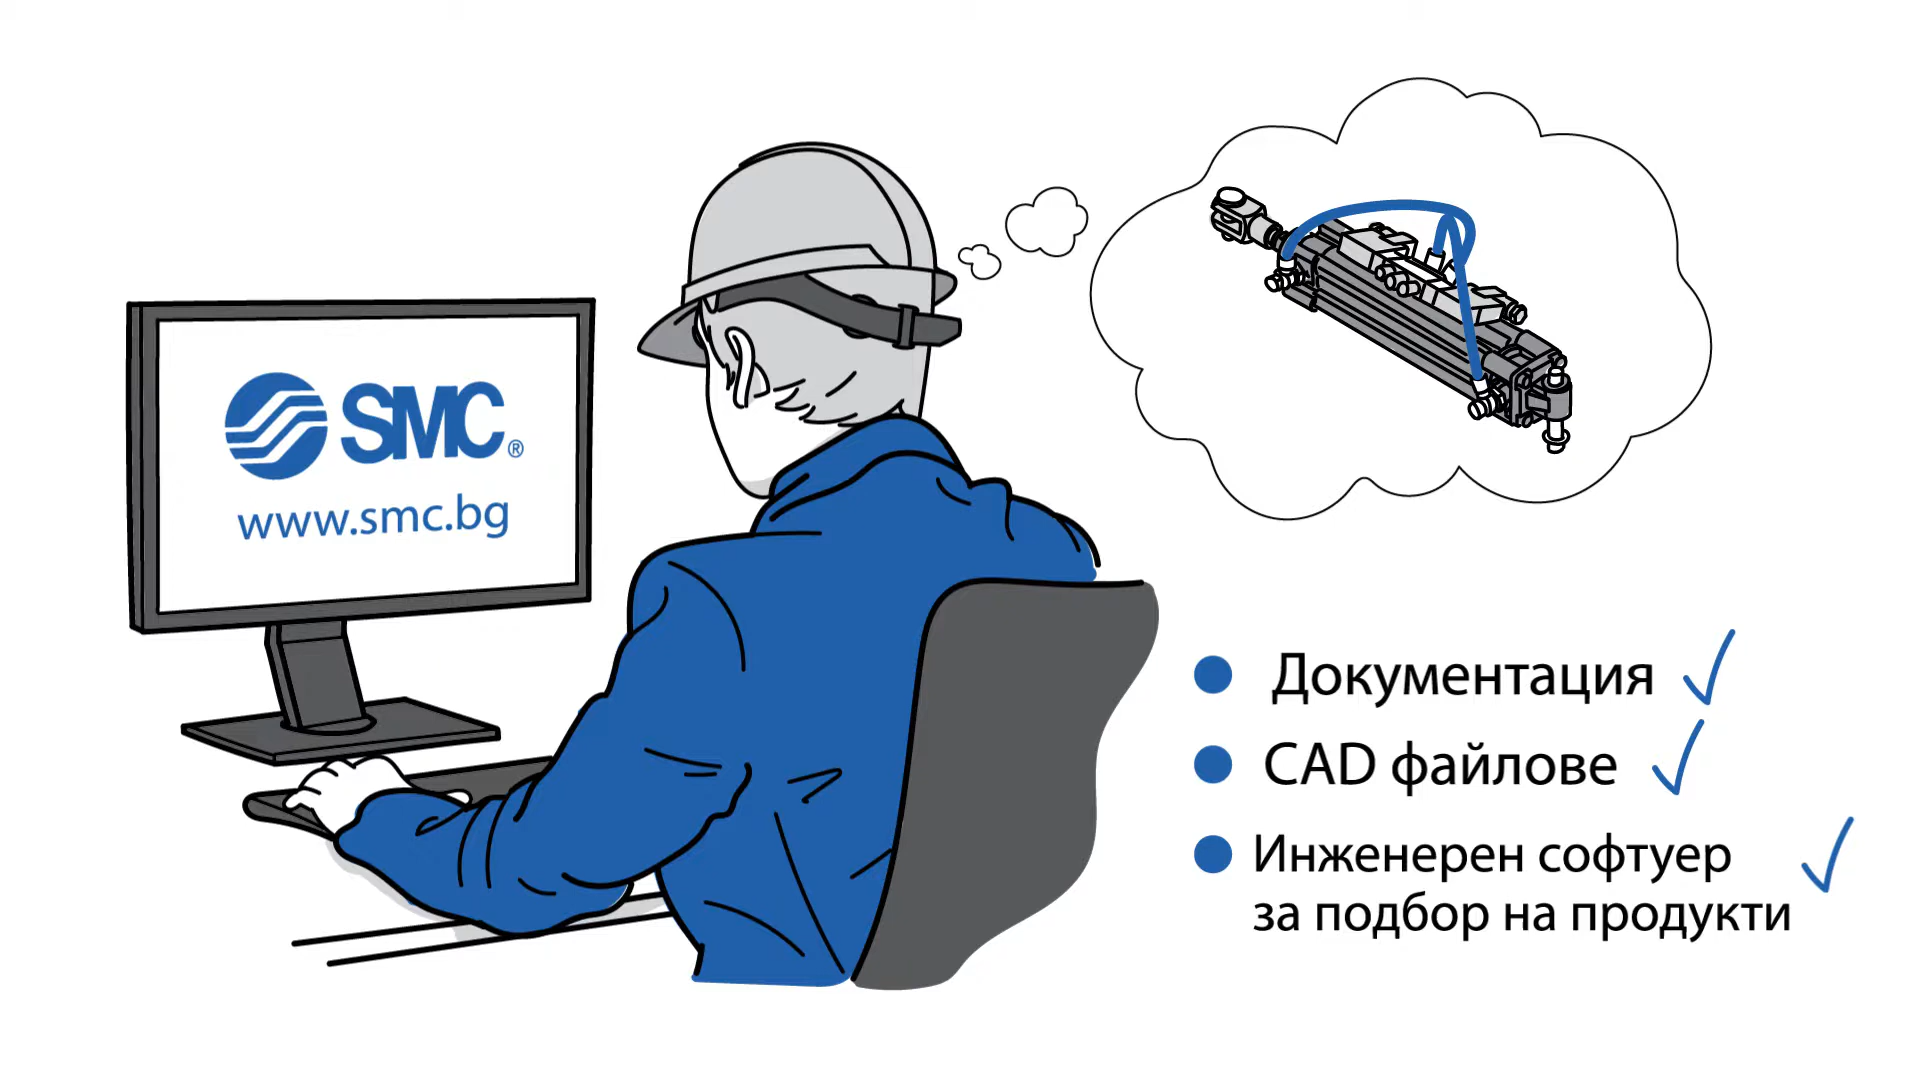 SMC®
www.smc.bg
Документация
CAD файлове
Инженерен софтуер
за подбор на продукти